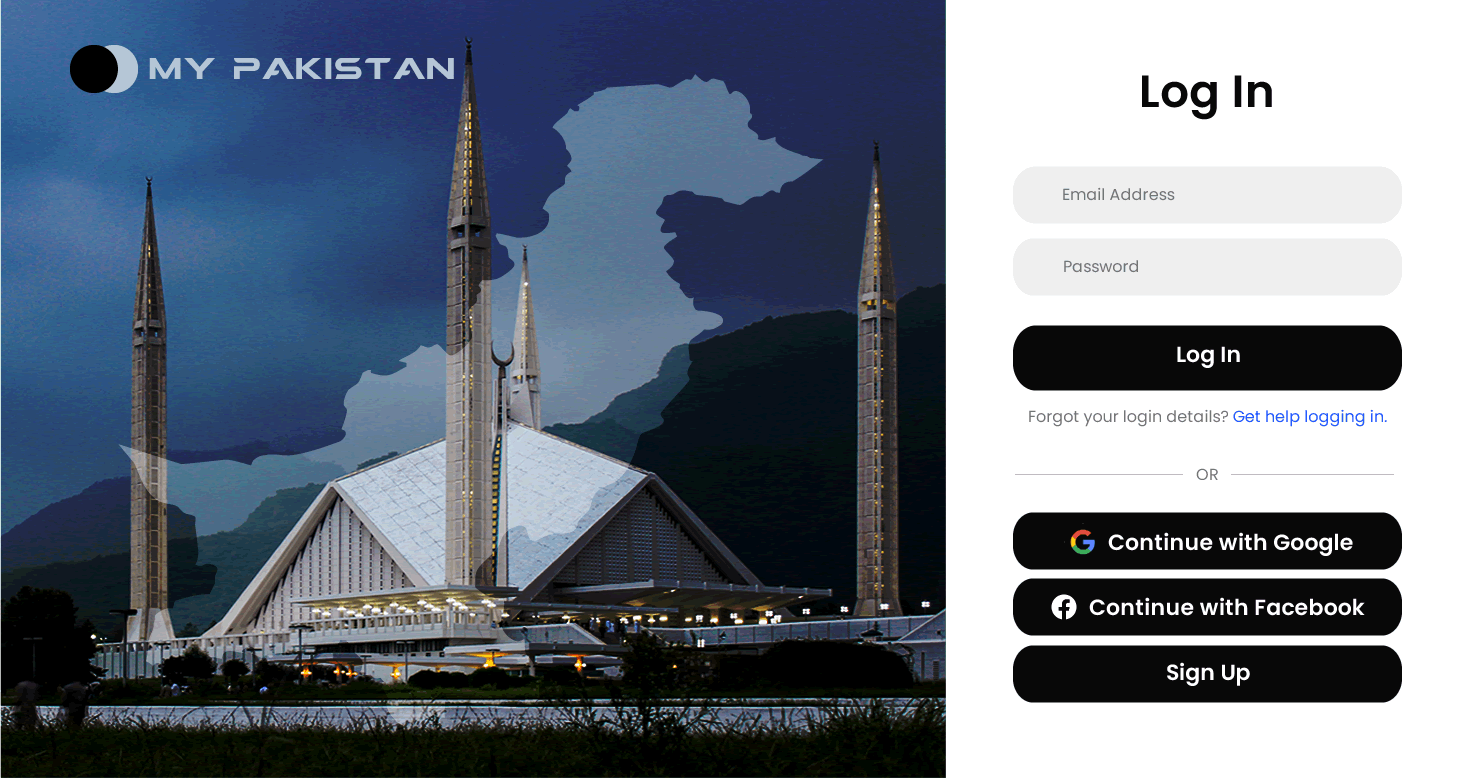 MY PAKISTAN
Log In
Email Address
Password
Log In
Forgot your login details? Get help logging in.
OR
Continue with Google
Continue with Facebook
Sign Up